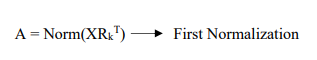 A = Norm(XRₖᵀ) ⟶ First Normalization